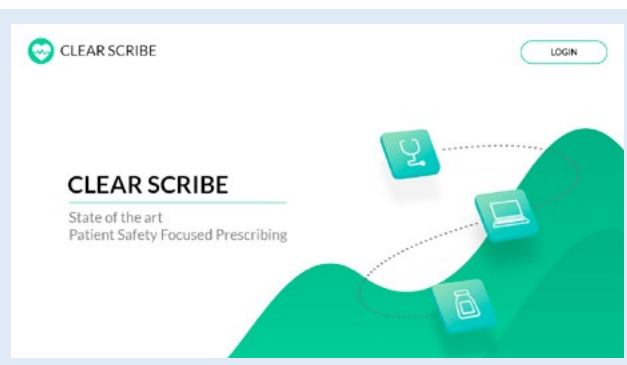 CLEAR SCRIBE
LOGIN
CLEAR SCRIBE
State of the art
Patient Safety Focused Prescribing